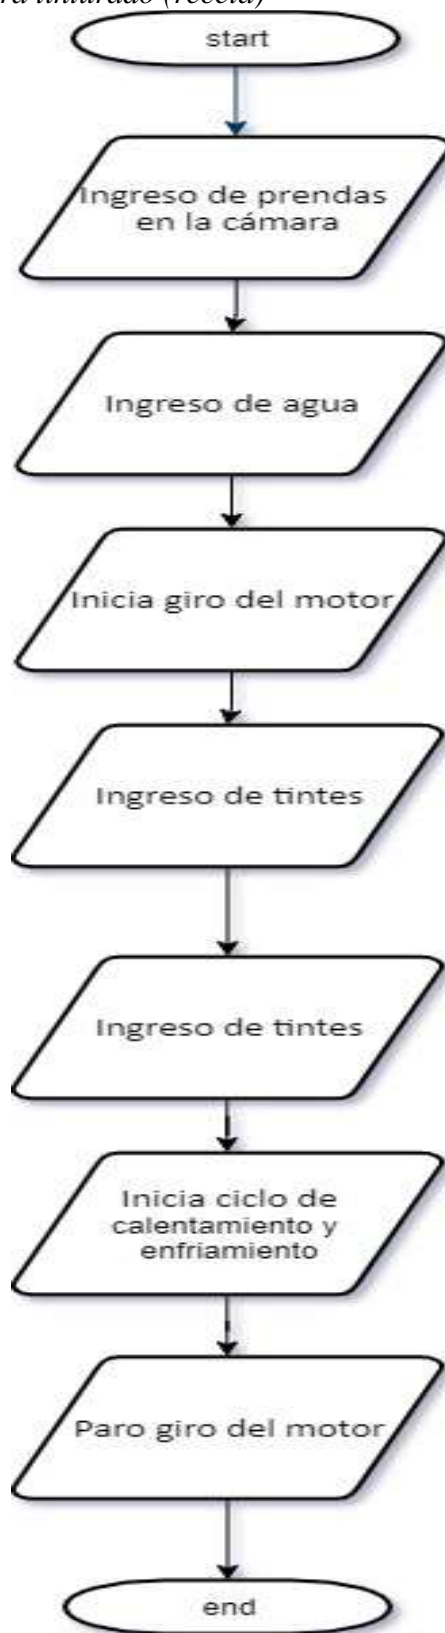 tinturado (receta)
start
Ingreso de prendas
en la cámara
Ingreso de agua
Inicia giro del motor
Ingreso de tintes
Ingreso de tintes
Inicia ciclo de
calentamiento y
enfriamiento
Paro giro del motor
end